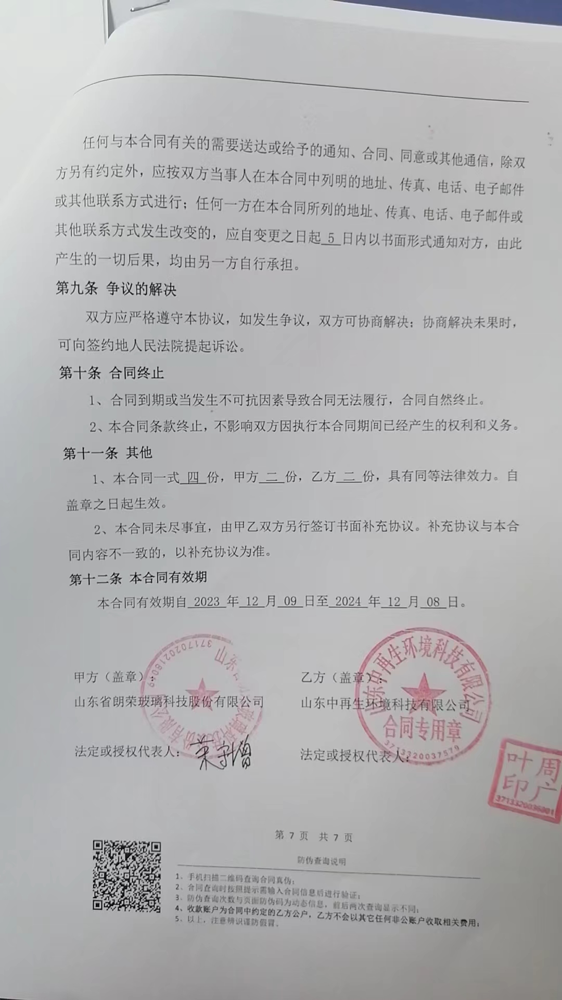 任何与本合同有关的需要送达或给予的通知、合同、同意或其他通信，除双
方另有约定外，应按双方当事人在本合同中列明的地址、传真、电话、电子邮件
或其他联系方式进行；任何一方在本合同所列的地址、传真、电话、电子邮件或
其他联系方式发生改变的，应自变更之日起 5 日内以书面形式通知对方，由此
产生的一切后果，均由另一方自行承担。
第九条 争议的解决
双方应严格遵守本协议，如发生争议，双方可协商解决；协商解决未果时，
可向签约地人民法院提起诉讼。
第十条 合同终止
1、合同到期或当发生不可抗因素导致合同无法履行，合同自然终止。
2、本合同条款终止，不影响双方因执行本合同期间已经产生的权利和义务。
第十一条 其他
1、本合同一式 四 份，甲方 二 份，乙方 二 份，具有同等法律效力。自
盖章之日起生效。
2、本合同未尽事宜，由甲乙双方另行签订书面补充协议。补充协议与本合
同内容不一致的，以补充协议为准。
第十二条 本合同有效期
本合同有效期自 2023 年 12 月 09 日至 2024 年 12 月 08 日。
甲方（盖章）：
山东省朗荣玻璃科技股份有限公司
法定或授权代表人：
3717020218049
乙方（盖章）：
山东中再生环境科技有限公司
法定或授权代表人：
山东中再生环境科技有限公司
合同专用章
3713320037579
叶周
印广
第 7 页 共 7 页
防伪查询说明
1、手机扫描二维码查询合同真伪；
2、合同查询时按照提示需输入合同信息后进行验证；
3、防伪查询次数与页面防伪码为动态信息，前后两次查询显示不同；
4、收款账户为合同中约定的乙方公户，乙方不会以其它任何非公账户收取相关费用；
5、以上，注意辨识谨防假冒。